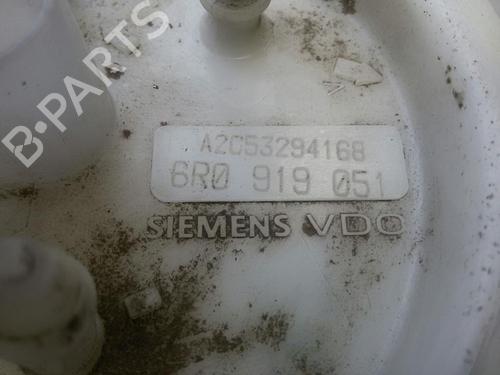 B-PARTS
A2C53294168
6R0 919 051
SIEMENS VDO